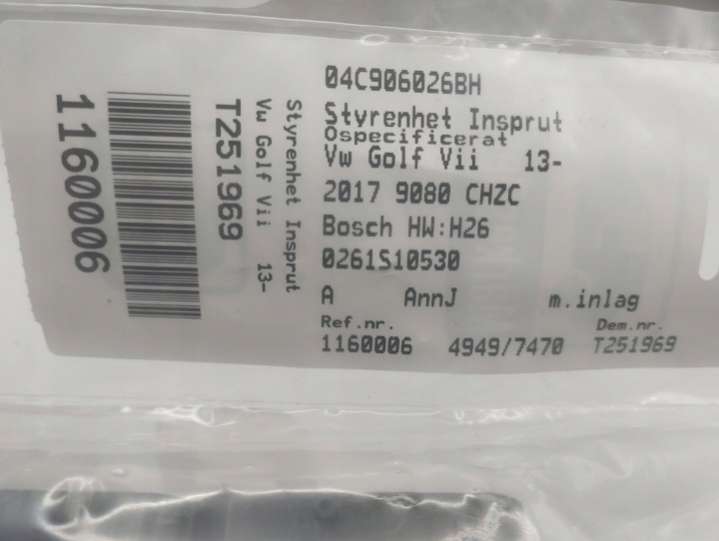 04C906026BH
Styrenhet Insprut
Ospecificerat
Vw Golf Vii 13-
2017 9080 CHZC
Bosch HW:H26
0261S10530
A AnnJ m.inlag
Ref.nr. Dem.nr.
1160006 4949/7470 T251969
Styrenhet Insprut
Vw Golf Vii 13-
T251969
1160006